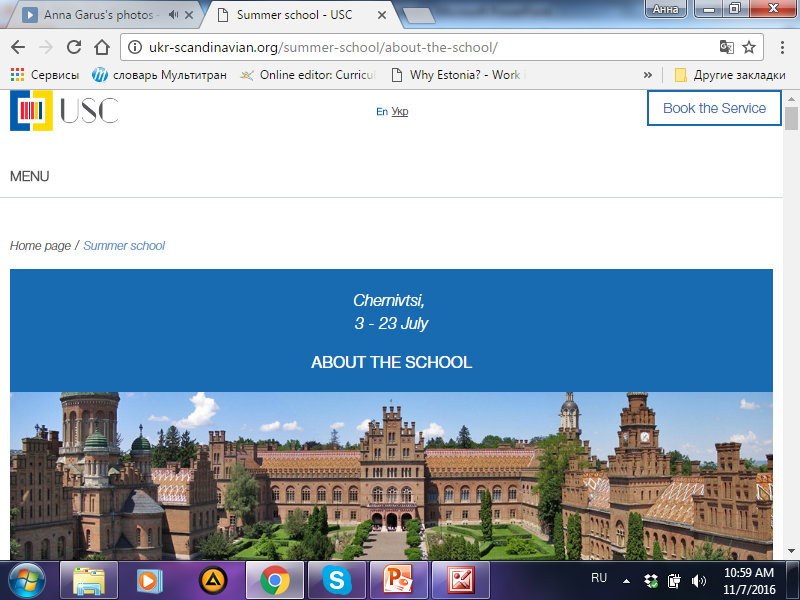 Anna Garus's photos -
Summer school - USC
Анна
ukr-scandinavian.org/summer-school/about-the-school/
Сервисы
словарь Мультитран
Online editor: Curricu
Why Estonia? - Work
»
Другие закладки
USC
En Укр
Book the Service
MENU
Home page / Summer school
Chernivtsi,
3 - 23 July
ABOUT THE SCHOOL
RU
10:59 AM
11/7/2016